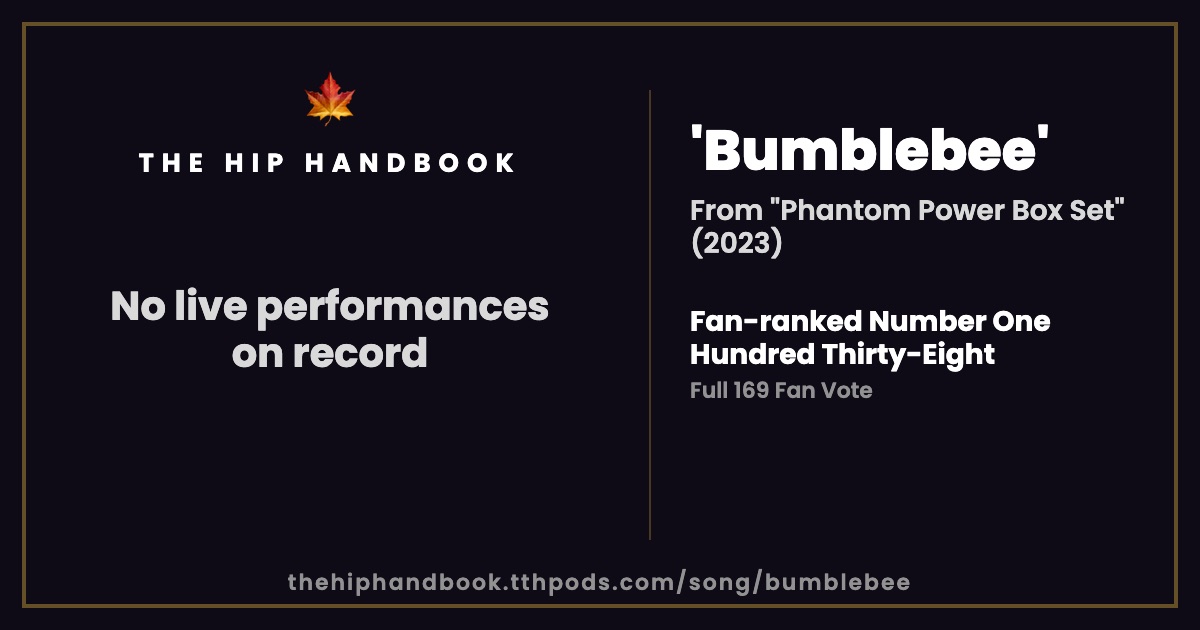 THE HIP HANDBOOK
No live performances
on record
'Bumblebee'
From "Phantom Power Box Set"
(2023)
Fan-ranked Number One
Hundred Thirty-Eight
Full 169 Fan Vote
thehiphandbook.tthpods.com/song/bumblebee